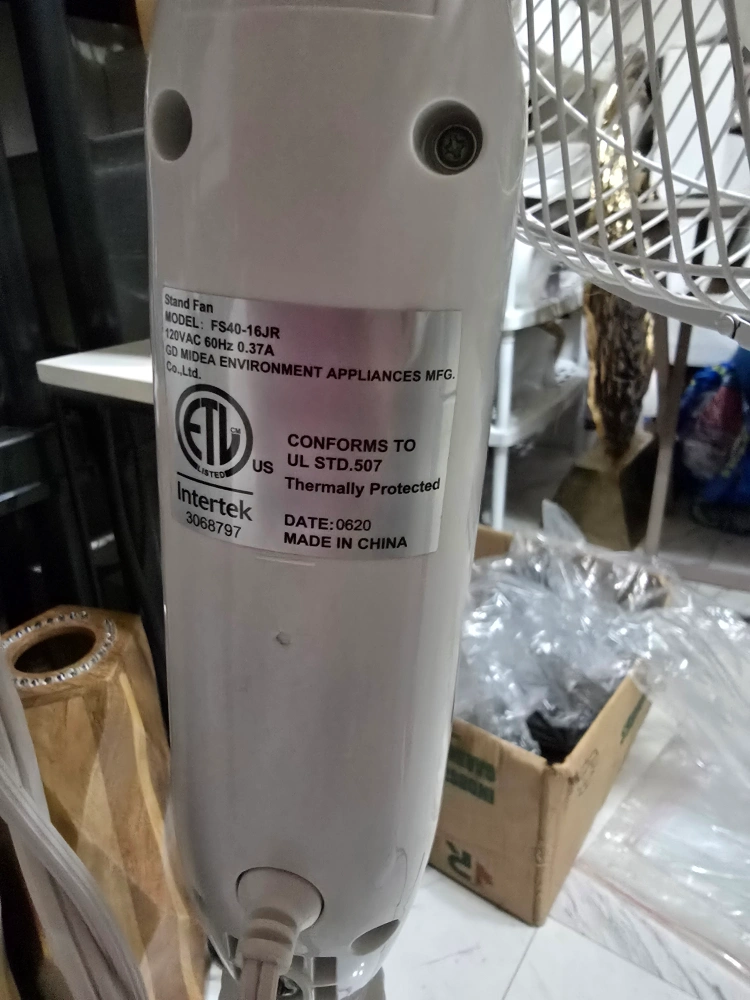 Stand Fan
MODEL: FS40-16JR
120VAC 60Hz 0.37A
GD MIDEA ENVIRONMENT APPLIANCES MFG.
Co.,Ltd.
ETL CM
LISTED
US
Intertek
3068797
CONFORMS TO
UL STD.507
Thermally Protected
DATE:0620
MADE IN CHINA